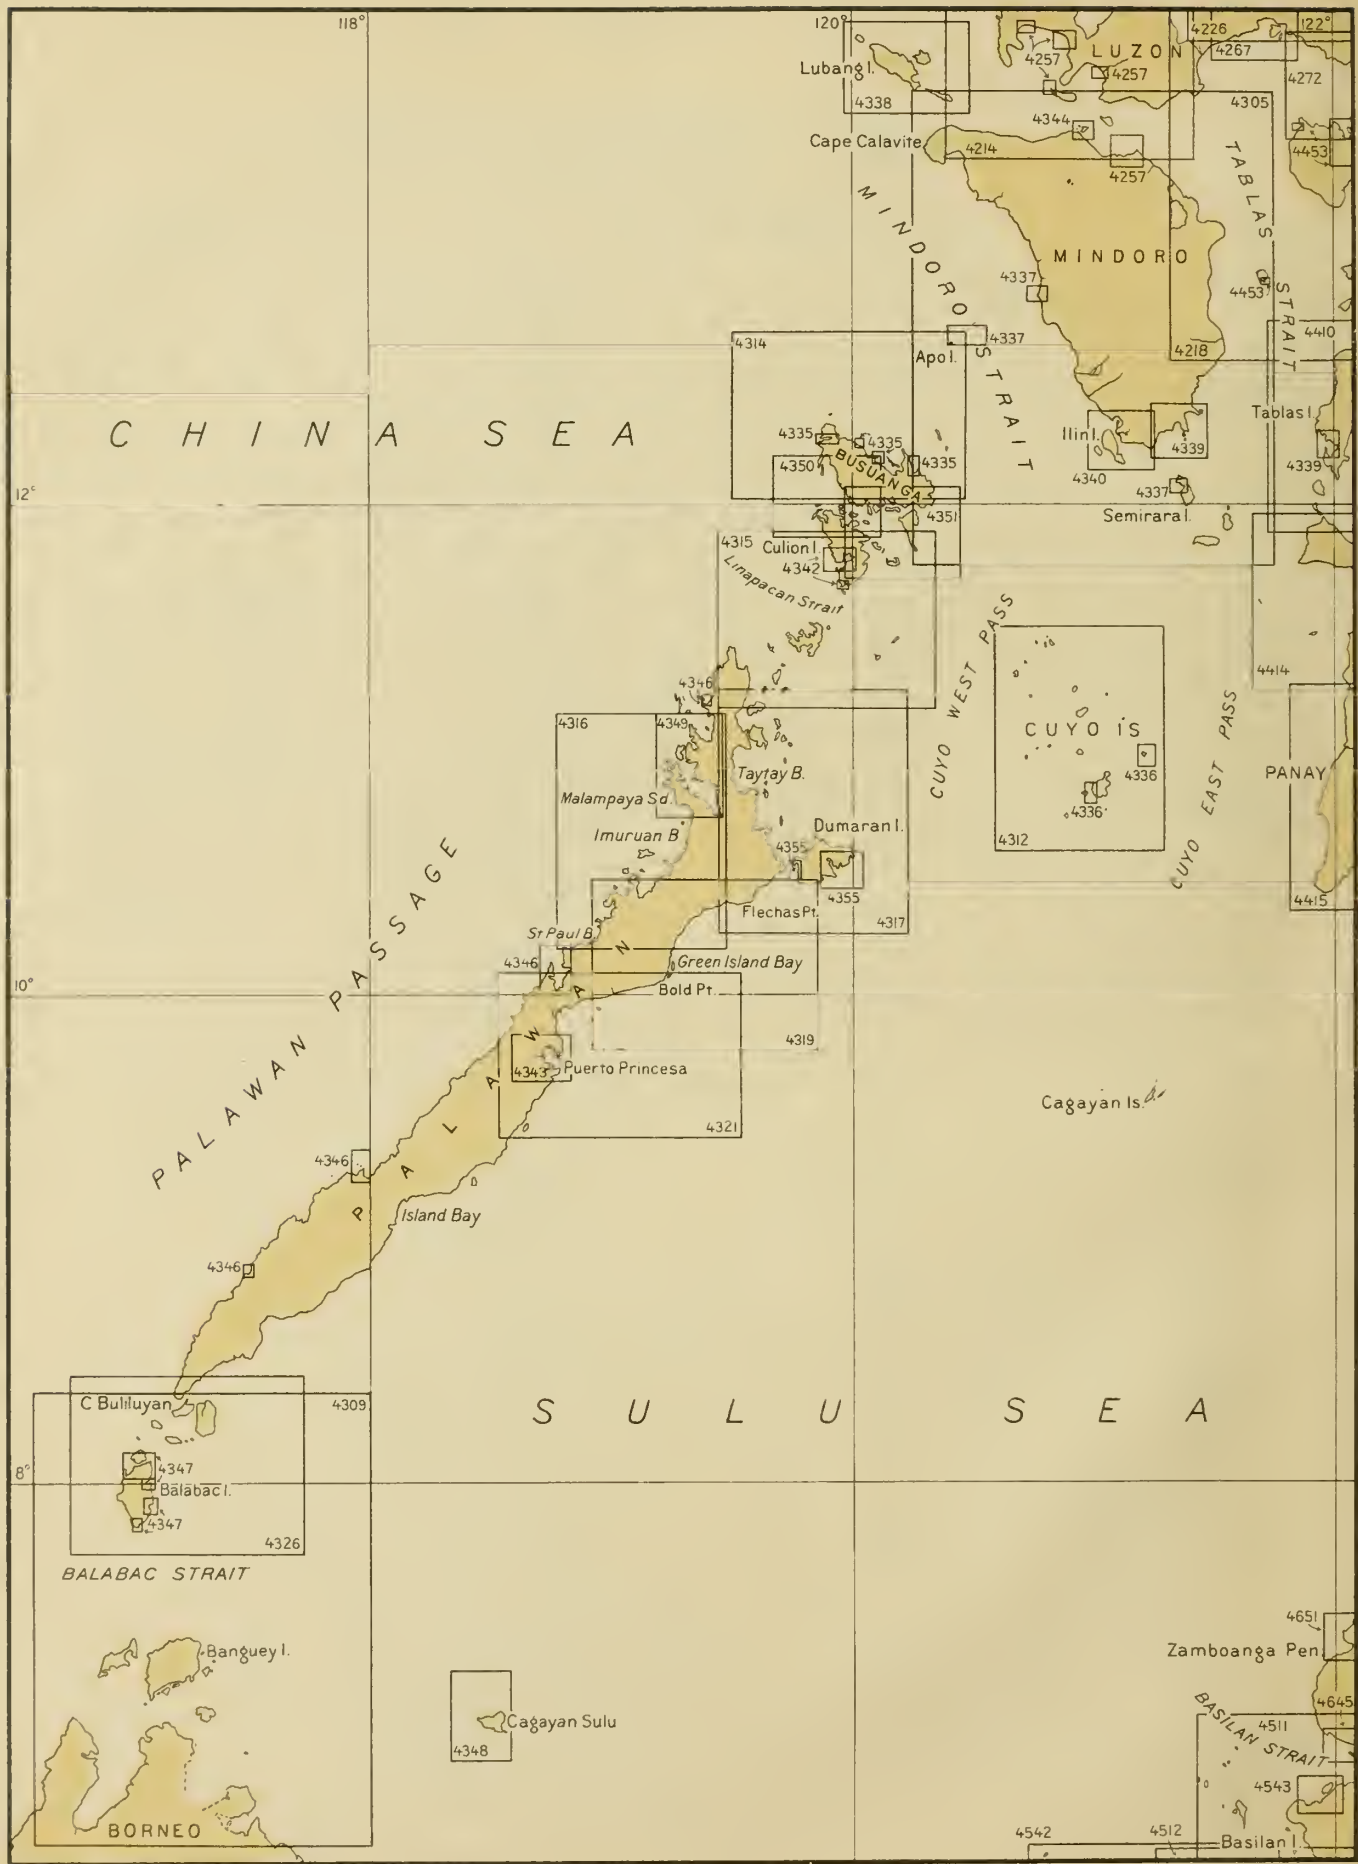 118°
120°
122°
4226
4267
LUZON
4257
4257
4272
Lubang I.
4338
4305
4344
Cape Calavite
4214
4257
4453
TABLAS STRAIT
MINDORO STRAIT
MINDORO
4337
4453
4314
4337
Apo I.
4218
4410
CHINA SEA
4335
4335
4335
BUSUANGA
4350
Ilin I.
4339
4340
Tablas I.
4339
12°
4351
4337
Semirara I.
4315
Culion I.
4342
Linapacan Strait
CUYO WEST PASS
4414
4346
4316
4349
CUYO IS
4336
4336
4312
CUYO EAST PASS
PANAY
4415
Taytay B.
Malampaya Sd.
Imuruan B
Dumaran I.
4355
4355
Flechas Pt.
4317
St Paul B.
4346
Green Island Bay
Bold Pt.
10°
PALAWAN PASSAGE
4319
4343
Puerto Princesa
4321
Cagayan Is.
PALAWAN
4346
Island Bay
4346
C Buliluyan
4309
SULU SEA
8°
4347
Balabac I.
4347
4326
BALABAC STRAIT
4651
Zamboanga Pen.
Banguey I.
4645
BASILAN STRAIT
4511
Cagayan Sulu
4348
4543
BORNEO
4542
4512
Basilan I.